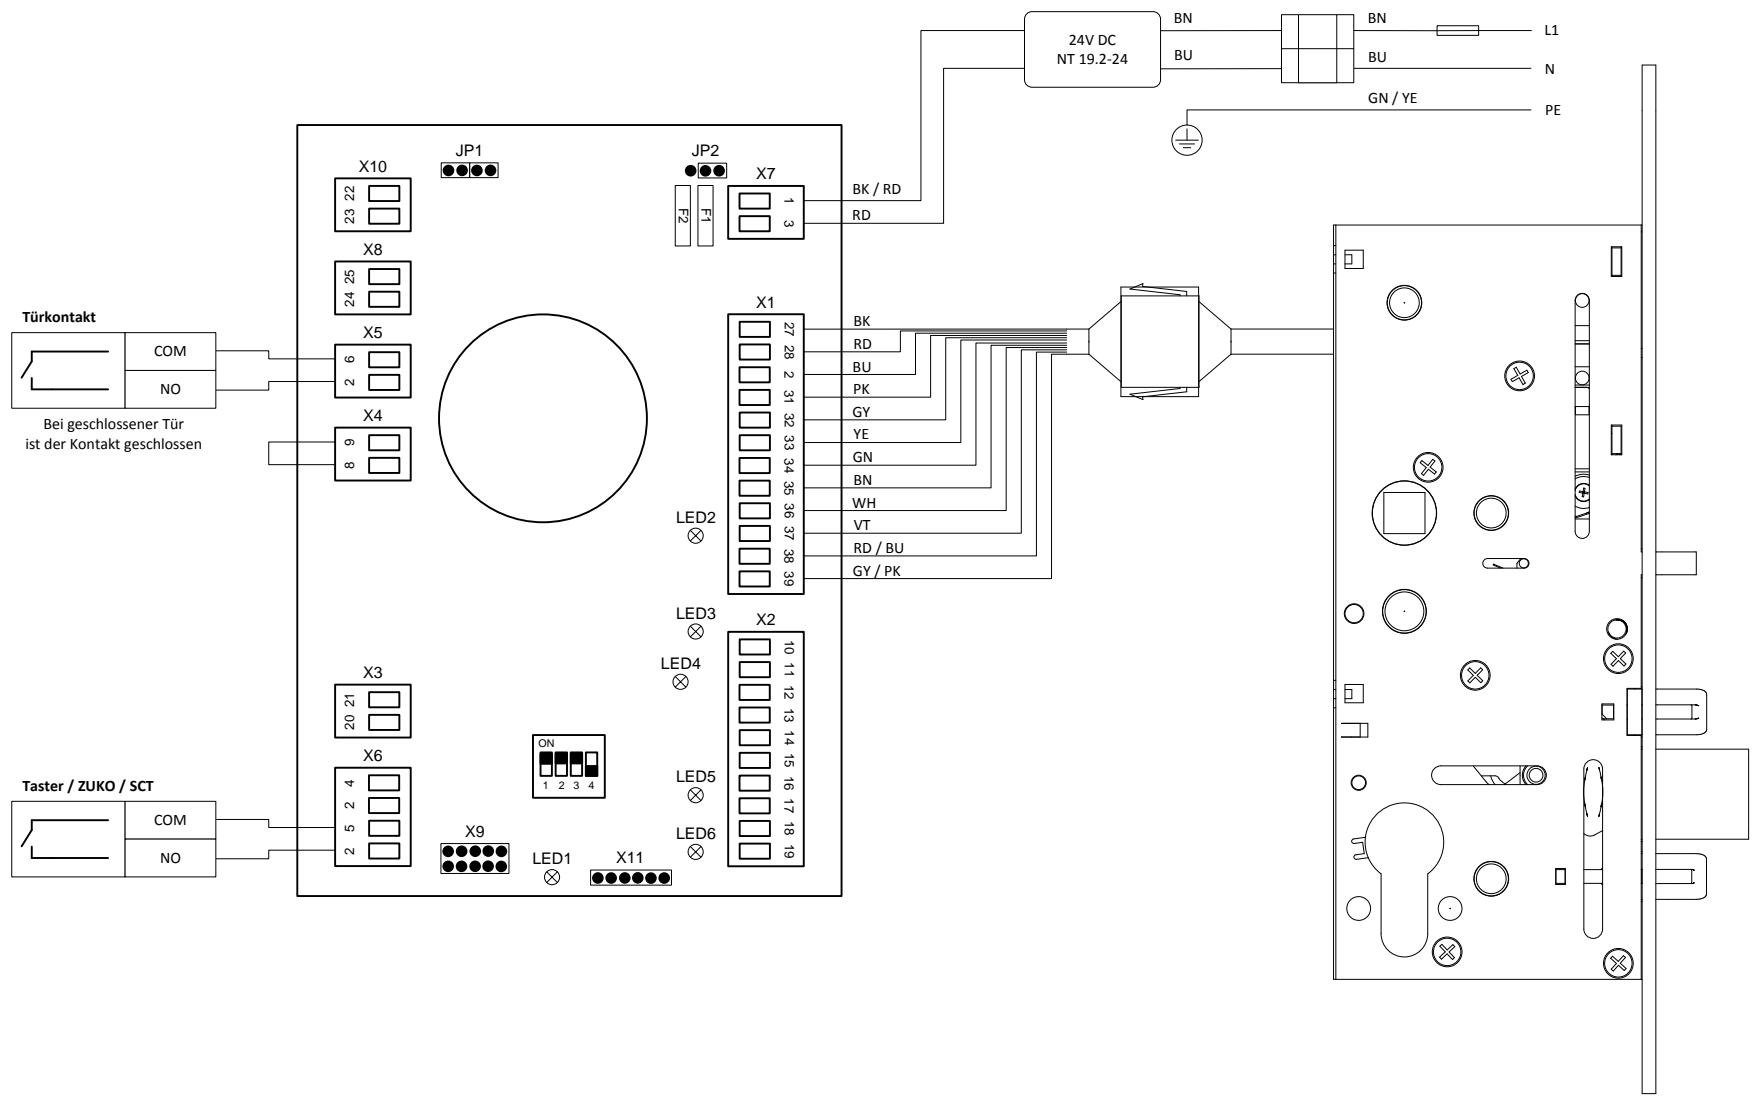 BN
BN
L1
24V DC
NT 19.2-24
BU
BU
N
GN / YE
PE
JP1
JP2
X10
22
23
X7
1
3
F2
F1
BK / RD
RD
X8
25
24
Türkontakt
COM
NO
Bei geschlossener Tür
ist der Kontakt geschlossen
X5
6
2
X4
9
8
X1
27
28
2
31
32
33
34
35
36
37
38
39
BK
RD
BU
PK
GY
YE
GN
BN
WH
VT
RD / BU
GY / PK
LED2
LED3
LED4
X2
10
11
12
13
14
15
16
17
18
19
X3
21
20
X6
4
2
5
2
Taster / ZUKO / SCT
COM
NO
ON
1 2 3 4
LED5
LED6
X9
LED1
X11